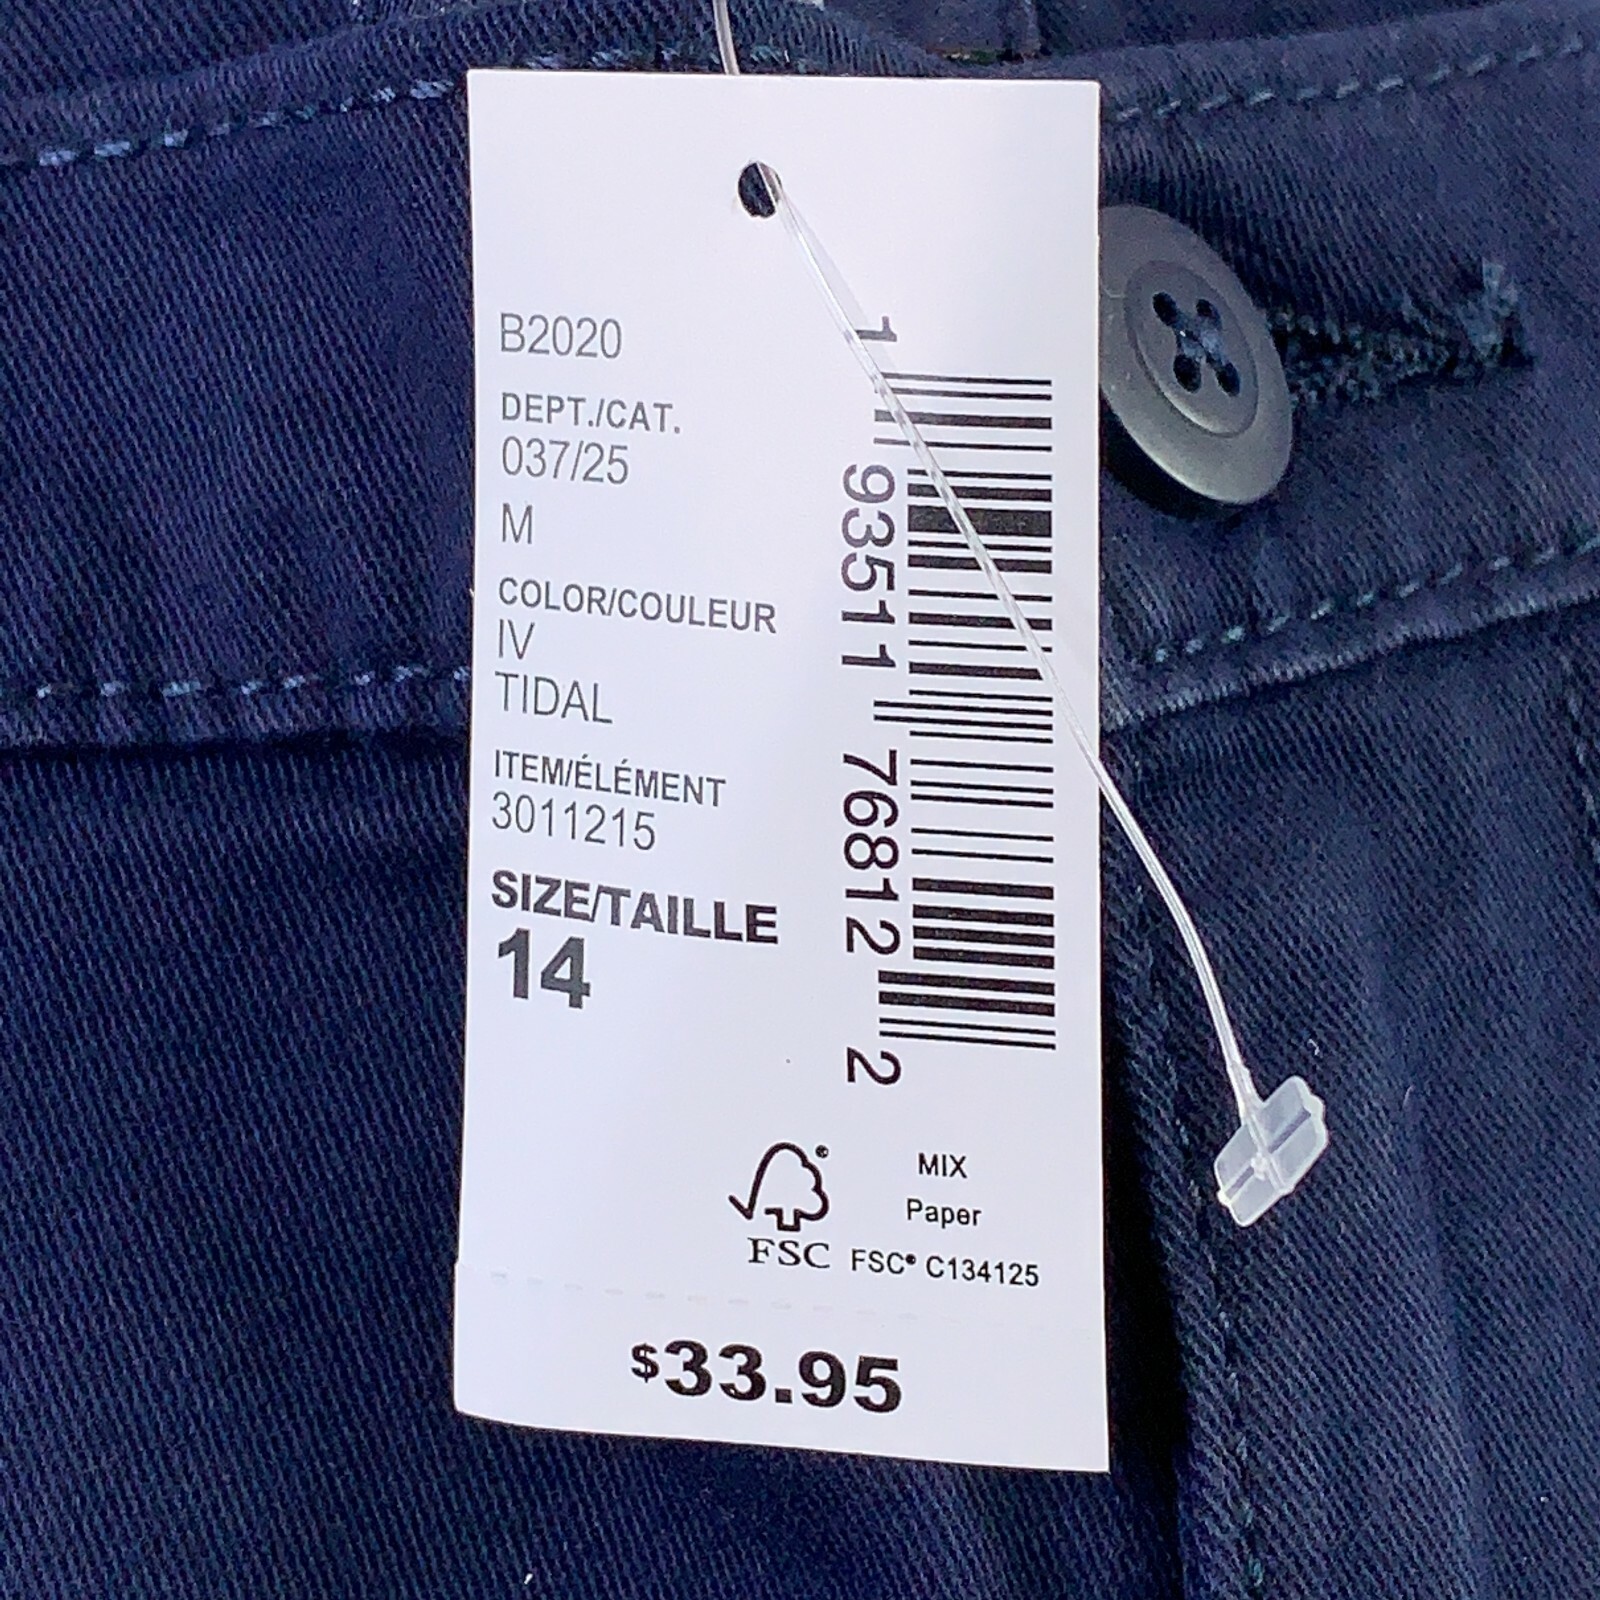 B2020
DEPT./CAT.
037/25
M
COLOR/COULEUR
IV
TIDAL
ITEM/ÉLÉMENT
3011215
SIZE/TAILLE
14
1 93511 76812 2
FSC
MIX
Paper
FSC® C134125
$33.95